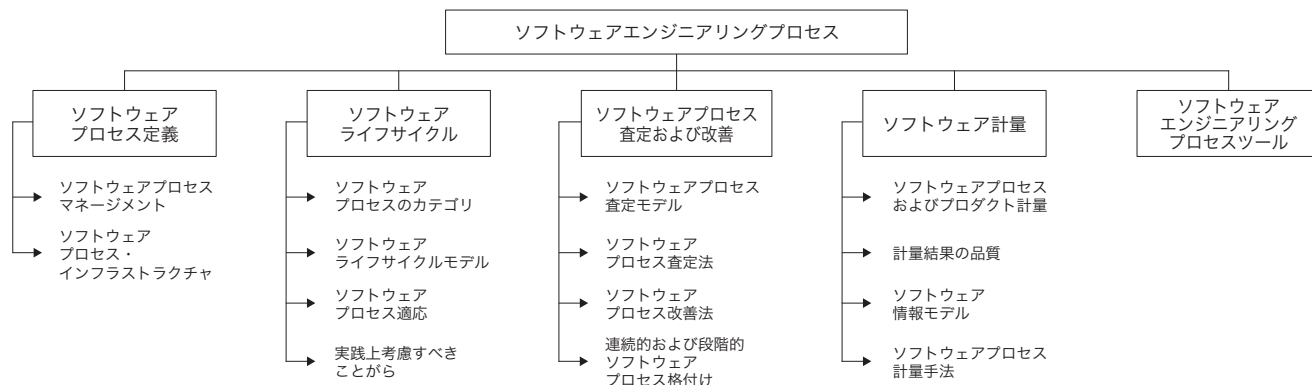 ソフトウェアエンジニアリングプロセス
ソフトウェア
プロセス定義
ソフトウェアプロセス
マネージメント
ソフトウェア
プロセス・
インフラストラクチャ
ソフトウェア
ライフサイクル
ソフトウェア
プロセスのカテゴリ
ソフトウェア
ライフサイクルモデル
ソフトウェア
プロセス適応
実践上考慮すべき
ことがら
ソフトウェアプロセス
査定および改善
ソフトウェアプロセス
査定モデル
ソフトウェア
プロセス査定法
ソフトウェア
プロセス改善法
連続的および段階的
ソフトウェア
プロセス格付け
ソフトウェア計量
ソフトウェアプロセス
およびプロダクト計量
計量結果の品質
ソフトウェア
情報モデル
ソフトウェアプロセス
計量手法
ソフトウェア
エンジニアリング
プロセスツール